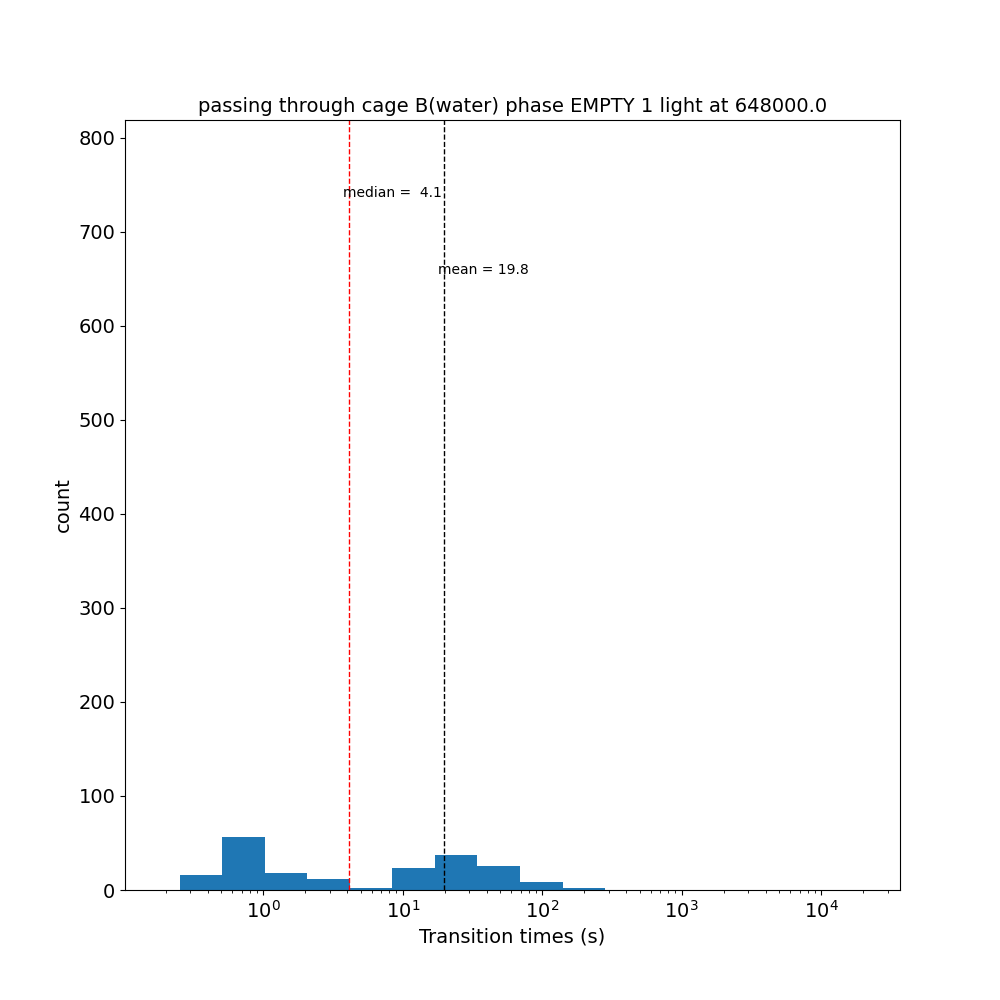 passing through cage B(water) phase EMPTY 1 light at 648000.0
800
median =  4.1
700
mean = 19.8
600
500
400
count
300
200
100
0
10^0 10^1 10^2 10^3 10^4
Transition times (s)